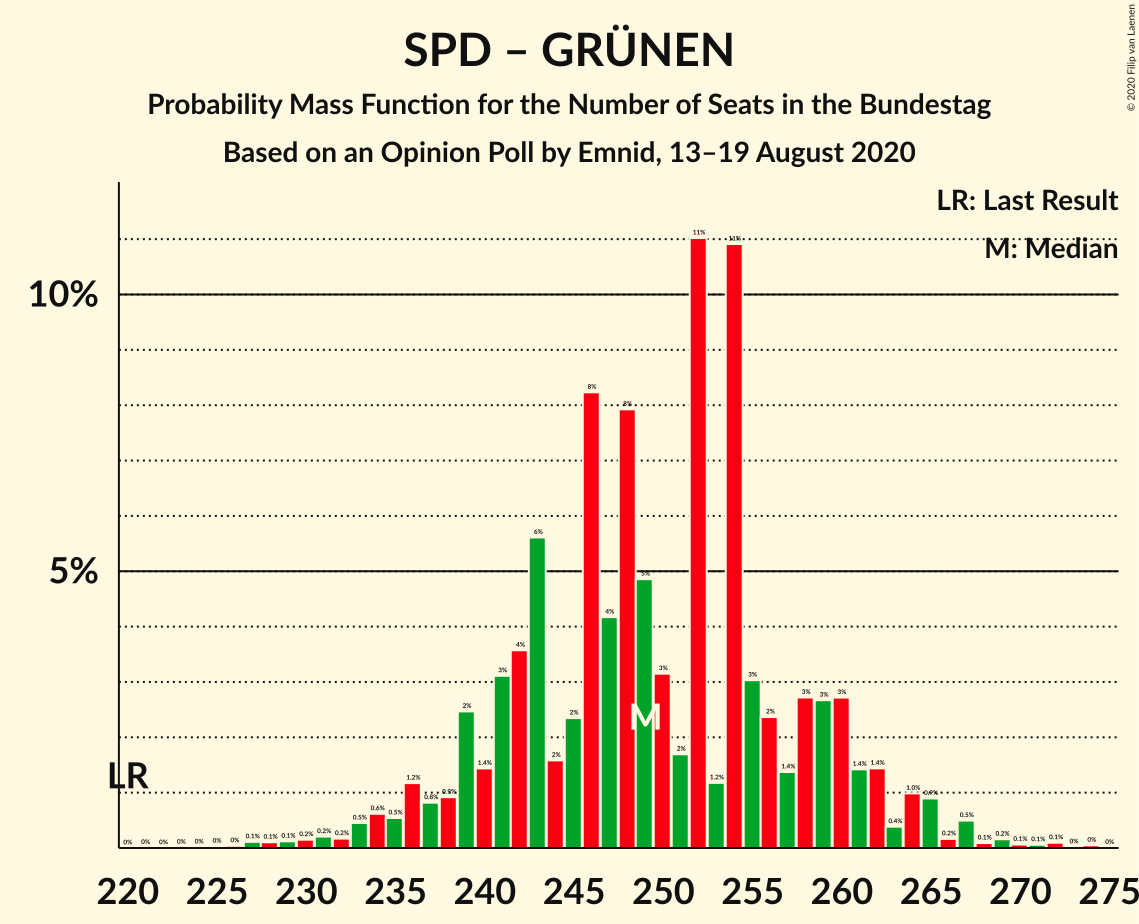 SPD – GRÜNEN
Probability Mass Function for the Number of Seats in the Bundestag
Based on an Opinion Poll by Emnid, 13–19 August 2020
© 2020 Filip van Laenen
LR: Last Result
M: Median
10%
5%
LR
M
0% 0% 0% 0% 0% 0% 0% 0.1% 0.1% 0.1% 0.2% 0.2% 0.2% 0.5% 0.6% 0.5% 1.2% 0.8% 0.9% 2% 1.4% 3% 4% 6% 2% 2% 8% 4% 8% 5% 3% 2% 11% 1.2% 11% 3% 2% 1.4% 3% 3% 3% 1.4% 1.4% 0.4% 1.0% 0.9% 0.2% 0.5% 0.1% 0.2% 0.1% 0.1% 0.1% 0% 0% 0%
220 225 230 235 240 245 250 255 260 265 270 275